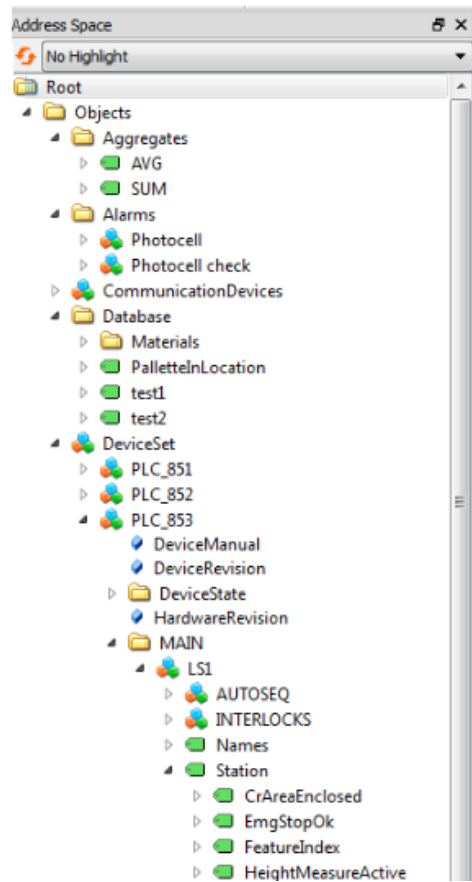 Address Space
No Highlight
Root
Objects
Aggregates
AVG
SUM
Alarms
Photocell
Photocell check
CommunicationDevices
Database
Materials
PalletteInLocation
test1
test2
DeviceSet
PLC_851
PLC_852
PLC_853
DeviceManual
DeviceRevision
DeviceState
HardwareRevision
MAIN
LS1
AUTOSEQ
INTERLOCKS
Names
Station
CrAreaEnclosed
EmgStopOk
FeatureIndex
HeightMeasureActive